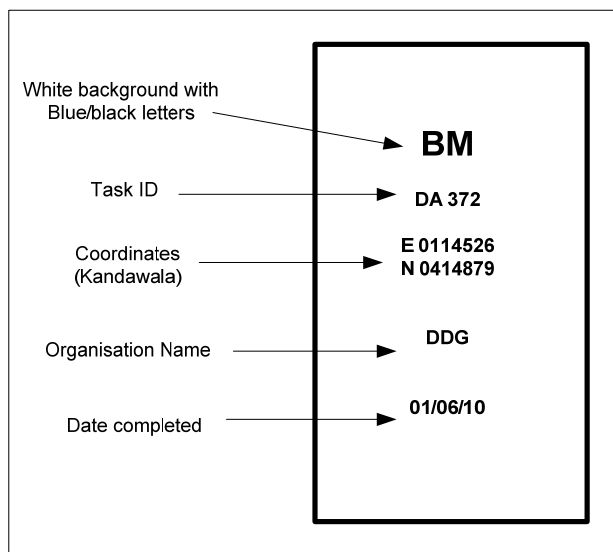 White background with
Blue/black letters
BM
Task ID
DA 372
Coordinates
(Kandawala)
E 0114526
N 0414879
Organisation Name
DDG
Date completed
01/06/10